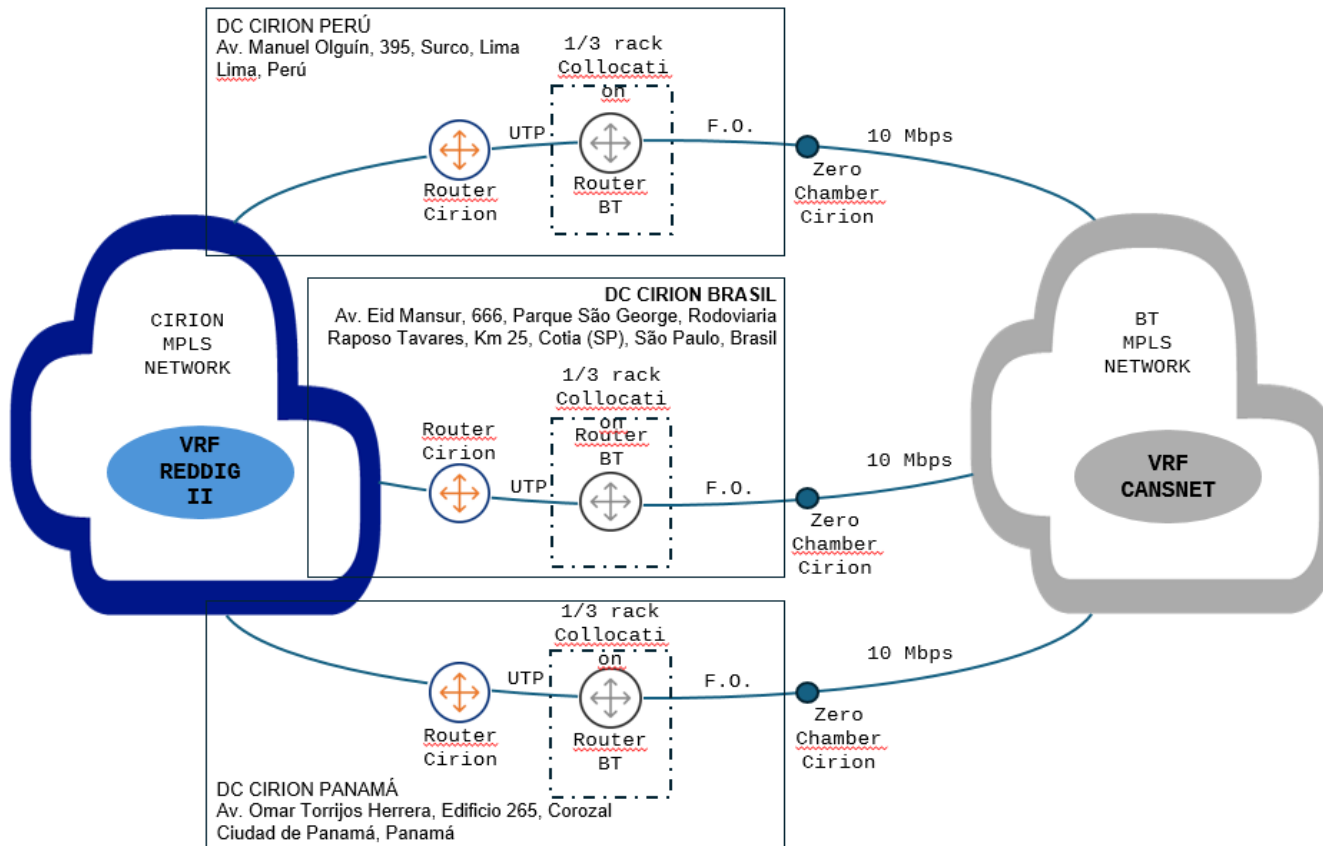 DC CIRION PERÚ
Av. Manuel Olguín, 395, Surco, Lima
Lima, Perú
1/3 rack
Collocati
on
UTP
F.O.
10 Mbps
Router
Cirion
Router
BT
Zero
Chamber
Cirion
CIRION
MPLS
NETWORK
VRF
REDDIG
II
DC CIRION BRASIL
Av. Eid Mansur, 666, Parque São George, Rodoviaria
Raposo Tavares, Km 25, Cotia (SP), São Paulo, Brasil
1/3 rack
Collocati
on
Router
Cirion
Router
BT
UTP
F.O.
10 Mbps
Zero
Chamber
Cirion
BT
MPLS
NETWORK
VRF
CANSNET
1/3 rack
Collocati
on
UTP
F.O.
10 Mbps
Router
Cirion
Router
BT
Zero
Chamber
Cirion
DC CIRION PANAMÁ
Av. Omar Torrijos Herrera, Edificio 265, Corozal
Ciudad de Panamá, Panamá